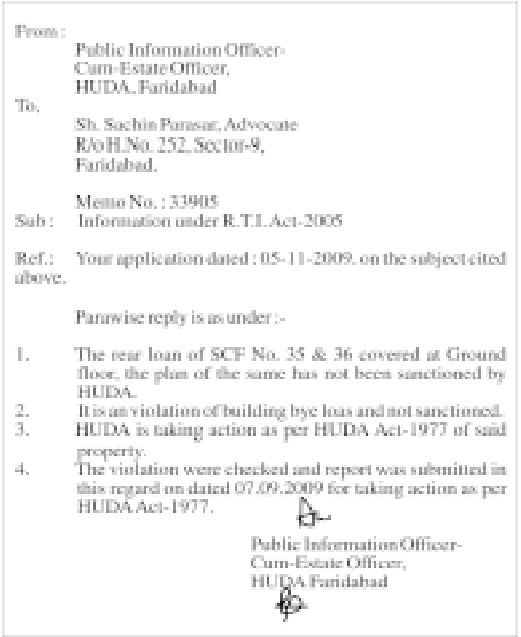 From :
Public Information Officer-
Cum-Estate Officer,
HUDA, Faridabad
To,
Sh. Sachin Parasar, Advocate
R/o H.No. 252, Sector-9,
Faridabad.
Memo No. : 33905
Sub : Information under R.T.I. Act-2005
Ref.: Your application dated : 05-11-2009, on the subject cited
above.
Parawise reply is as under :-
1. The rear loan of SCF No. 35 & 36 covered at Ground
floor, the plan of the same has not been sanctioned by
HUDA.
2. It is an violation of building bye loas and not sanctioned.
3. HUDA is taking action as per HUDA Act-1977 of said
property.
4. The violation were checked and report was submitted in
this regard on dated 07.09.2009 for taking action as per
HUDA Act-1977.
Public Information Officer-
Cum-Estate Officer,
HUDA Faridabad